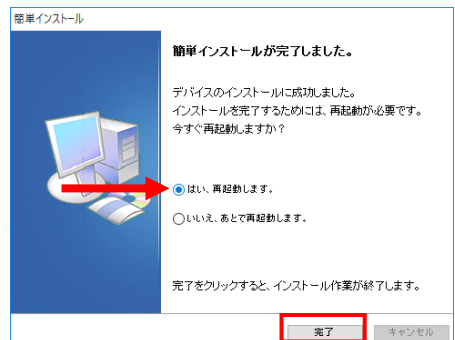 簡単インストール
簡単インストールが完了しました。
デバイスのインストールに成功しました。
インストールを完了するためには、再起動が必要です。
今すぐ再起動しますか？
はい、再起動します。
いいえ、あとで再起動します。
完了をクリックすると、インストール作業が終了します。
完了
キャンセル